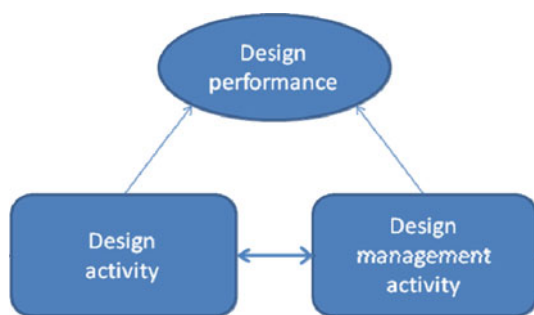 Design
performance
Design
activity
Design
management
activity